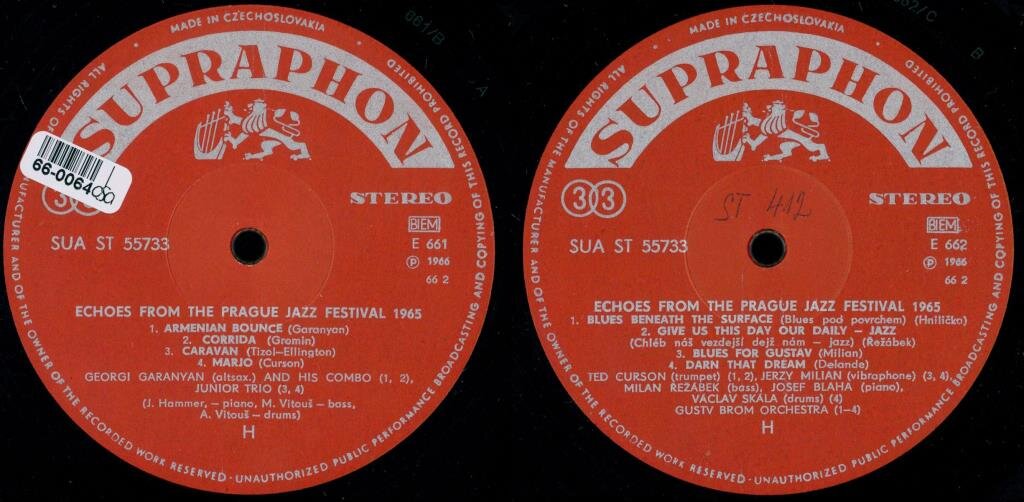 661/B
A
MADE IN CZECHOSLOVAKIA
ALL RIGHTS OF THE MANUFACTURER AND OF THE OWNER OF THE RECORDED WORK RESERVED - UNAUTHORIZED PUBLIC PERFORMANCE BROADCASTING AND COPYING OF THIS RECORD PROHIBITED
SUPRAPHON
66-0064
33
STEREO
BIEM
SUA ST 55733
E 661
Ⓟ 1966
66 2
ECHOES FROM THE PRAGUE JAZZ FESTIVAL 1965
1. ARMENIAN BOUNCE (Garanyan)
2. CORRIDA (Gromin)
3. CARAVAN (Tizol-Ellington)
4. MARJO (Curson)
GEORGI GARANYAN (altsax.) AND HIS COMBO (1, 2),
JUNIOR TRIO (3, 4)
(J. Hammer, - piano, M. Vitouš - bass,
A. Vitouš - drums)
H
B
MADE IN CZECHOSLOVAKIA
ALL RIGHTS OF THE MANUFACTURER AND OF THE OWNER OF THE RECORDED WORK RESERVED - UNAUTHORIZED PUBLIC PERFORMANCE BROADCASTING AND COPYING OF THIS RECORD PROHIBITED
SUPRAPHON
33
STEREO
ST 412
BIEM
SUA ST 55733
E 662
Ⓟ 1966
66 2
ECHOES FROM THE PRAGUE JAZZ FESTIVAL 1965
1. BLUES BENEATH THE SURFACE (Blues pod povrchem) (Hnilička)
2. GIVE US THIS DAY OUR DAILY - JAZZ
(Chléb náš vezdejší dejž nám - jazz) (Řežábek)
3. BLUES FOR GUSTAV (Milian)
4. DARN THAT DREAM (Delande)
TED CURSON (trumpet) (1, 2), JERZY MILIAN (vibraphone) (3, 4),
MILAN ŘEZÁBEK (bass), JOSEF BLAHA (piano),
VÁCLAV SKÁLA (drums) (4)
GUSTV BROM ORCHESTRA (1-4)
H